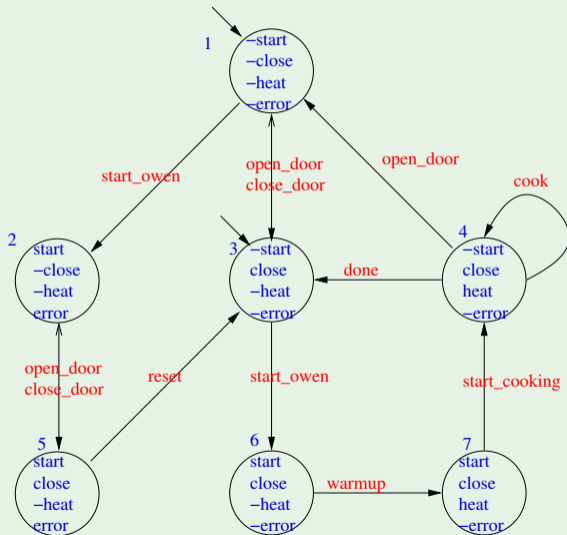 1
−start
−close
−heat
−error
start_owen
open_door
close_door
open_door
cook
2
start
−close
−heat
error
3
−start
close
−heat
−error
done
4
−start
close
heat
−error
open_door
close_door
reset
start_owen
start_cooking
5
start
close
−heat
error
6
start
close
−heat
−error
warmup
7
start
close
heat
−error